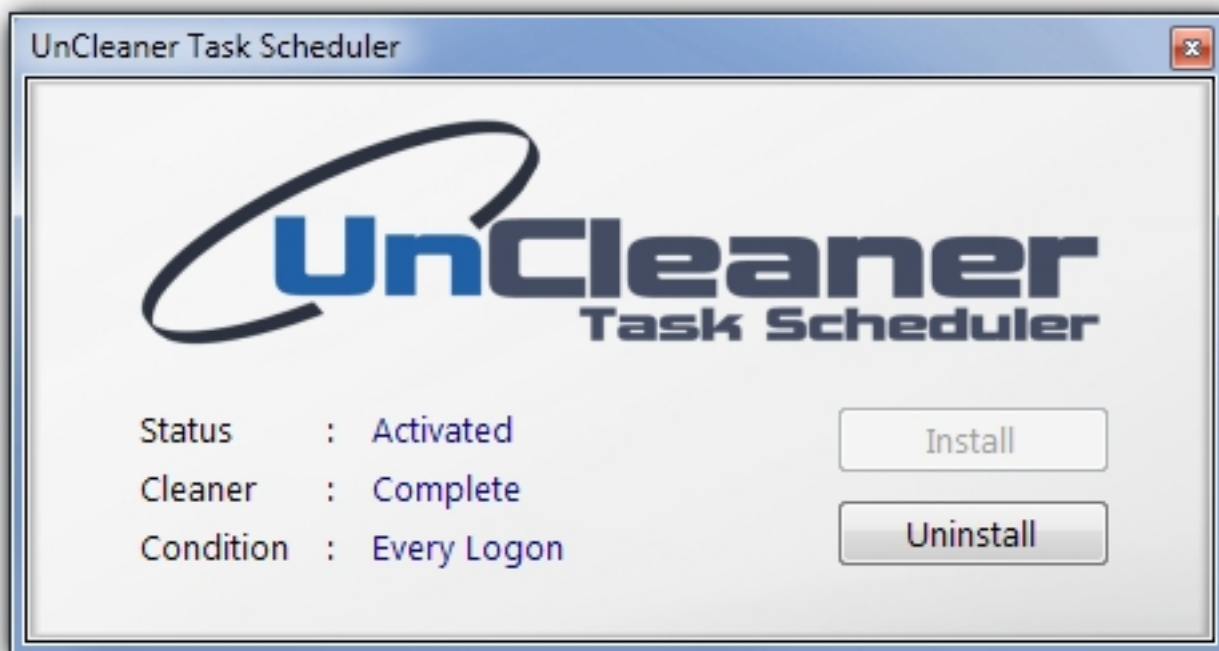 UnCleaner Task Scheduler
UnCleaner
Task Scheduler
Status : Activated
Install
Cleaner : Complete
Uninstall
Condition : Every Logon